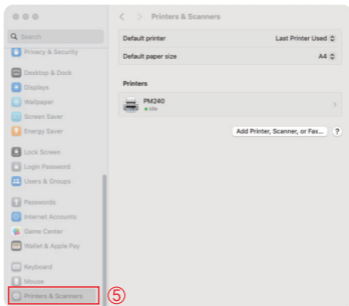 Printers & Scanners
Search
Privacy & Security
Desktop & Dock
Displays
Wallpaper
Screen Saver
Energy Saver
Lock Screen
Login Password
Users & Groups
Passwords
Internet Accounts
Game Center
Wallet & Apple Pay
Keyboard
Mouse
Printers & Scanners
⑤
Default printer
Last Printer Used
Default paper size
A4
Printers
PM240
Idle
Add Printer, Scanner, or Fax...
?